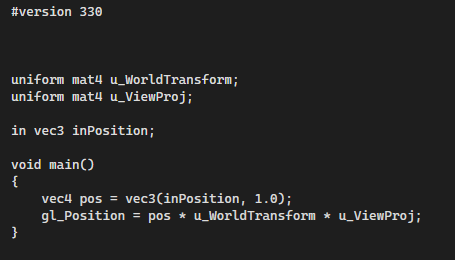 #version 330
uniform mat4 u_WorldTransform;
uniform mat4 u_ViewProj;
in vec3 inPosition;
void main()
{
    vec4 pos = vec3(inPosition, 1.0);
    gl_Position = pos * u_WorldTransform * u_ViewProj;
}